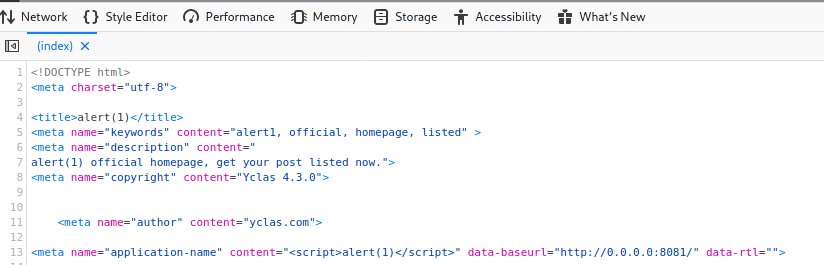 Network Style Editor Performance Memory Storage Accessibility What's New
(index)
1 <!DOCTYPE html>
2 <meta charset="utf-8">
3
4 <title>alert(1)</title>
5 <meta name="keywords" content="alert1, official, homepage, listed" >
6 <meta name="description" content="
7 alert(1) official homepage, get your post listed now.">
8 <meta name="copyright" content="Yclas 4.3.0">
9
10
11 <meta name="author" content="yclas.com">
12
13 <meta name="application-name" content="<script>alert(1)</script>" data-baseurl="http://0.0.0.0:8081/" data-rtl="">